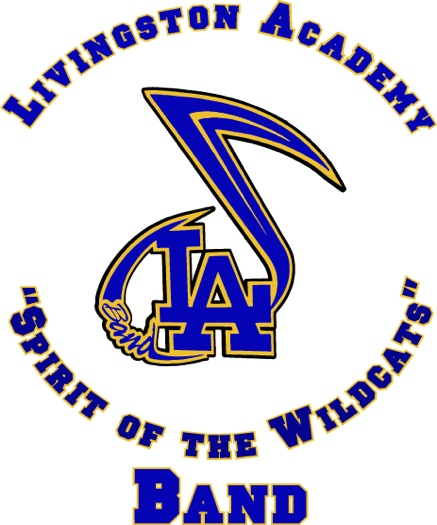 LIVINGSTON ACADEMY
LA
Band
"SPIRIT OF THE WILDCATS"
BAND